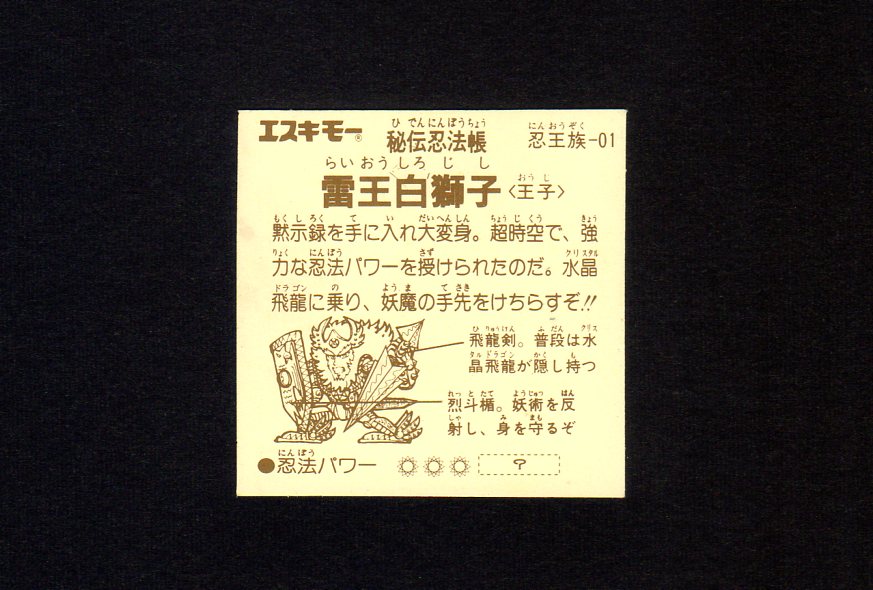 エスキモー®
ひでんにんぽうちょう
秘伝忍法帳
にんおうぞく
忍王族-01
らいおうしろじし
雷王白獅子
おうじ
〈王子〉
もくしろく て い だいへんしん ちょうじくう きょう
黙示録を手に入れ大変身。超時空で、強
りょく にんぽう さず クリスタル
力な忍法パワーを授けられたのだ。水晶
ドラゴン の ようま てさき
飛龍に乗り、妖魔の手先をけちらすぞ!!
ひりゅうけん ふだん クリス
飛龍剣。普段は水
タルドラゴン かく も
晶飛龍が隠し持つ
れっとたて ようじゅつ はん
烈斗楯。妖術を反
しゃ み まも
射し、身を守るぞ
にんぽう
●忍法パワー
?